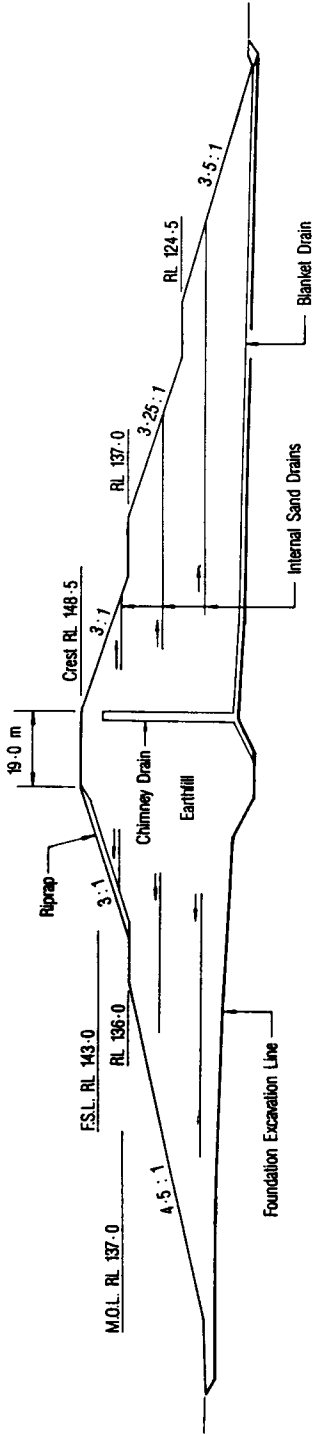 19·0 m
Crest RL 148·5
Riprap
3:1
3:1
F.S.L. RL 143·0
RL 137·0
M.O.L. RL 137·0
RL 136·0
3·25:1
RL 124·5
4·5:1
3·5:1
Chimney Drain
Earthfill
Foundation Excavation Line
Internal Sand Drains
Blanket Drain